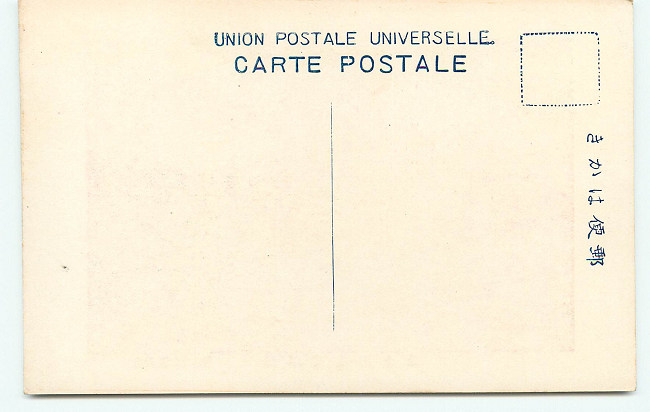 UNION POSTALE UNIVERSELLE.
CARTE POSTALE
郵便はかき